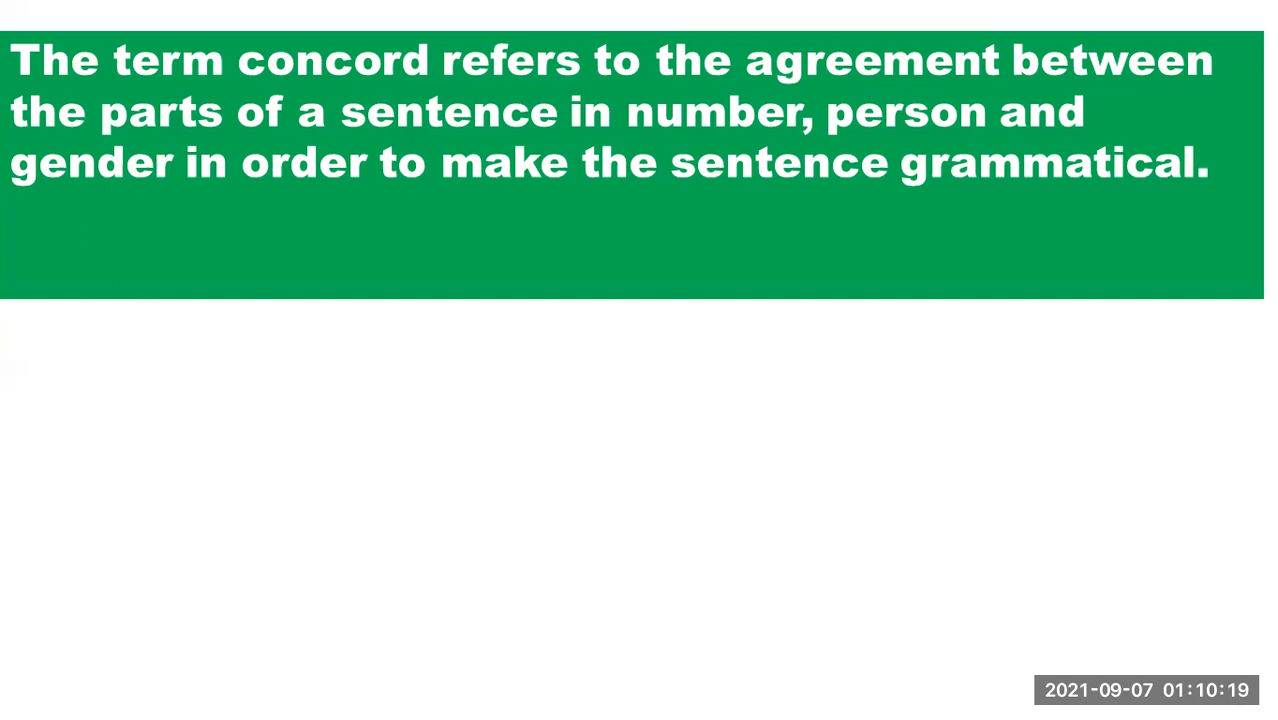 The term concord refers to the agreement between
the parts of a sentence in number, person and
gender in order to make the sentence grammatical.
2021-09-07 01:10:19